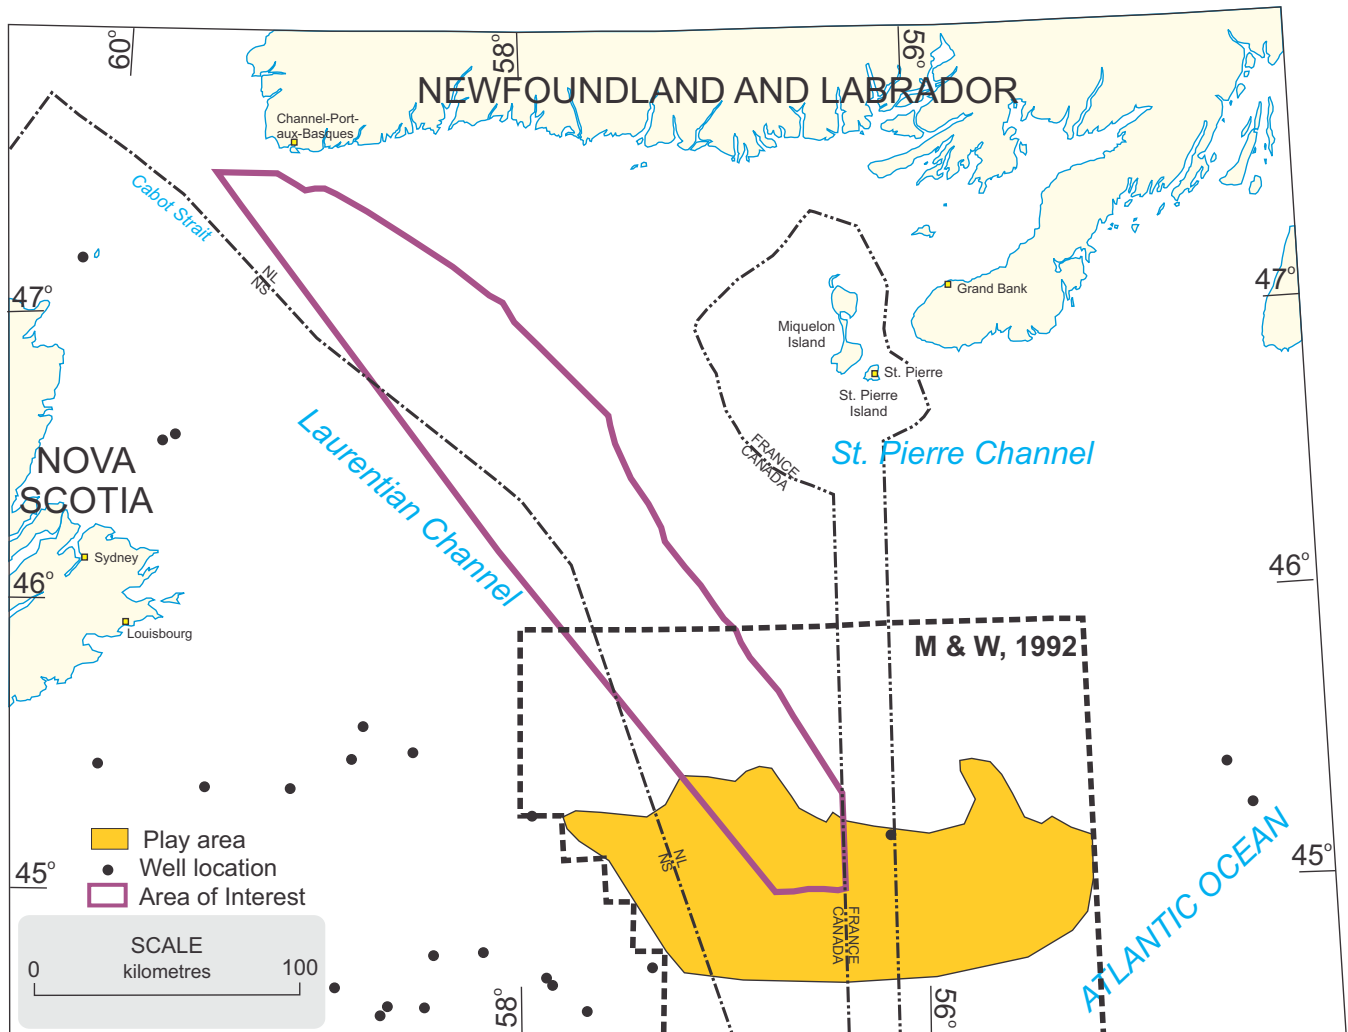 60°
58°
56°
NEWFOUNDLAND AND LABRADOR
Channel-Port-
aux-Basques
Cabot Strait
NL
NS
47°
47°
Grand Bank
Miquelon
Island
St. Pierre
St. Pierre
Island
Laurentian Channel
FRANCE
CANADA
St. Pierre Channel
NOVA
SCOTIA
Sydney
46°
46°
Louisbourg
M & W, 1992
Play area
Well location
Area of Interest
45°
45°
NL
NS
FRANCE
CANADA
ATLANTIC OCEAN
SCALE
kilometres
0
100
58°
56°